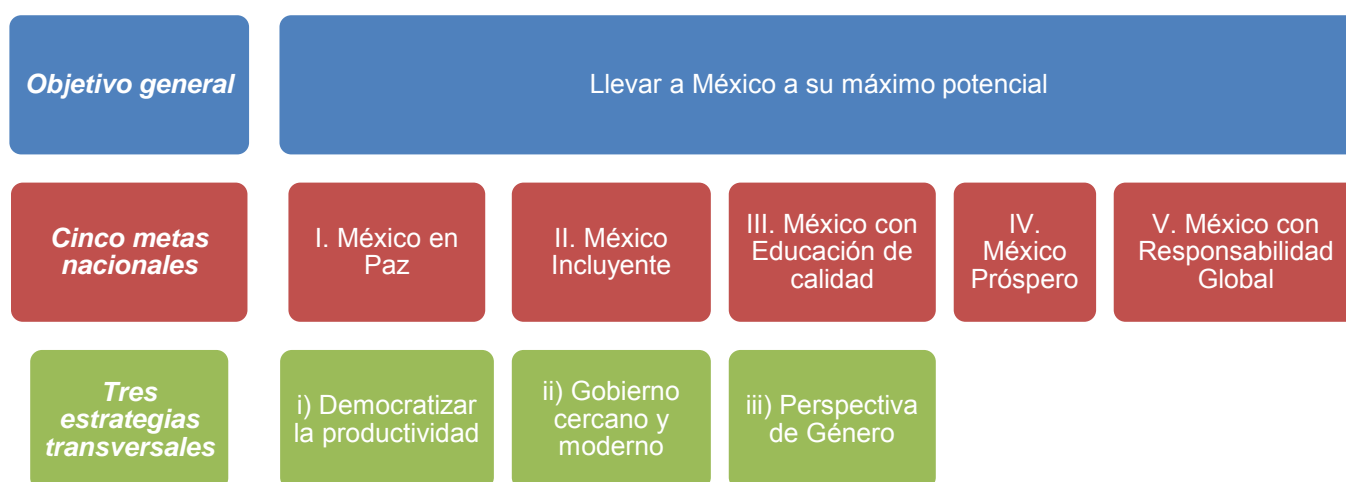 Objetivo general
Llevar a México a su máximo potencial
Cinco metas
nacionales
I. México en
Paz
II. México
Incluyente
III. México con
Educación de
calidad
IV.
México
Próspero
V. México con
Responsabilidad
Global
Tres
estrategias
transversales
i) Democratizar
la productividad
ii) Gobierno
cercano y
moderno
iii) Perspectiva
de Género